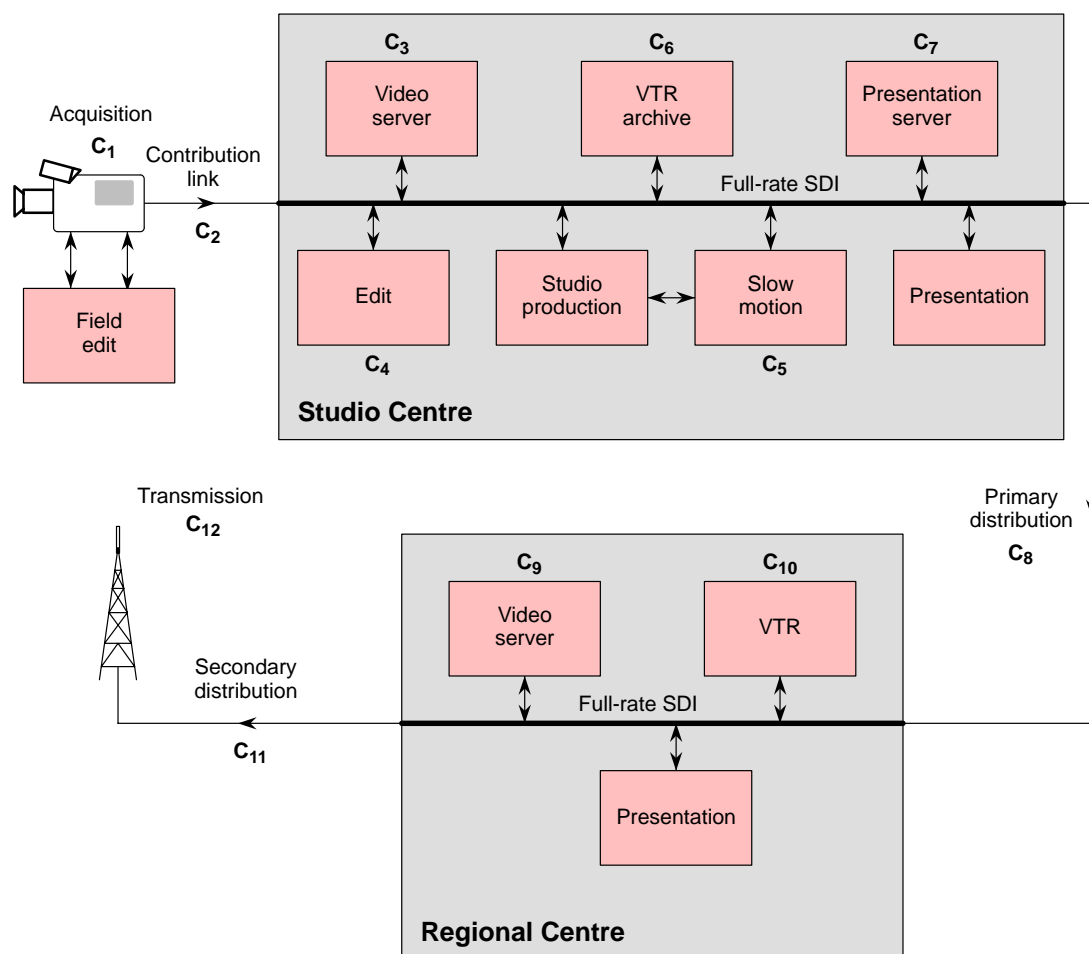 Acquisition
C1
Contribution
link
C2
C3
Video
server
C6
VTR
archive
C7
Presentation
server
Full-rate SDI
Field
edit
Edit
C4
Studio
production
Slow
motion
C5
Presentation
Studio Centre
Transmission
C12
Primary
distribution
C8
C9
Video
server
C10
VTR
Secondary
distribution
C11
Full-rate SDI
Presentation
Regional Centre